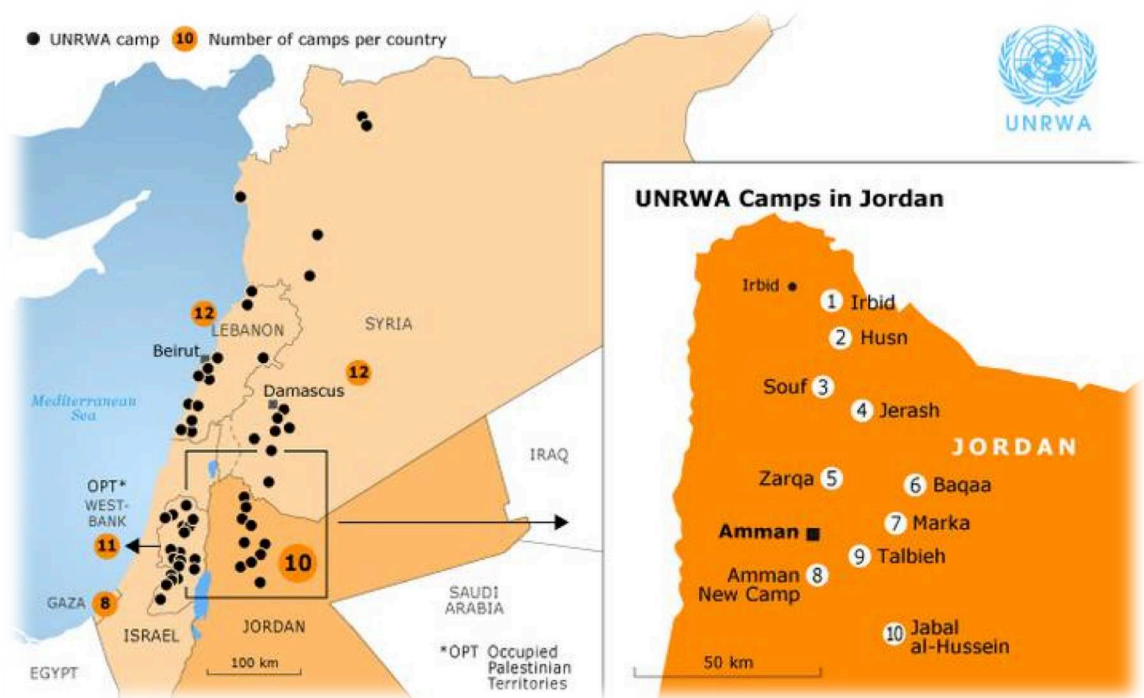 UNRWA camp
10 Number of camps per country
UNRWA
12
LEBANON
SYRIA
Beirut
12
Damascus
Mediterranean
Sea
IRAQ
OPT*
WEST-
BANK
11
10
GAZA
8
SAUDI
ARABIA
ISRAEL
JORDAN
EGYPT
100 km
*OPT Occupied
Palestinian
Territories
UNRWA Camps in Jordan
Irbid
1 Irbid
2 Husn
Souf 3
4 Jerash
JORDAN
Zarqa 5
6 Baqaa
7 Marka
Amman
9 Talbieh
Amman 8
New Camp
10 Jabal
al-Hussein
50 km